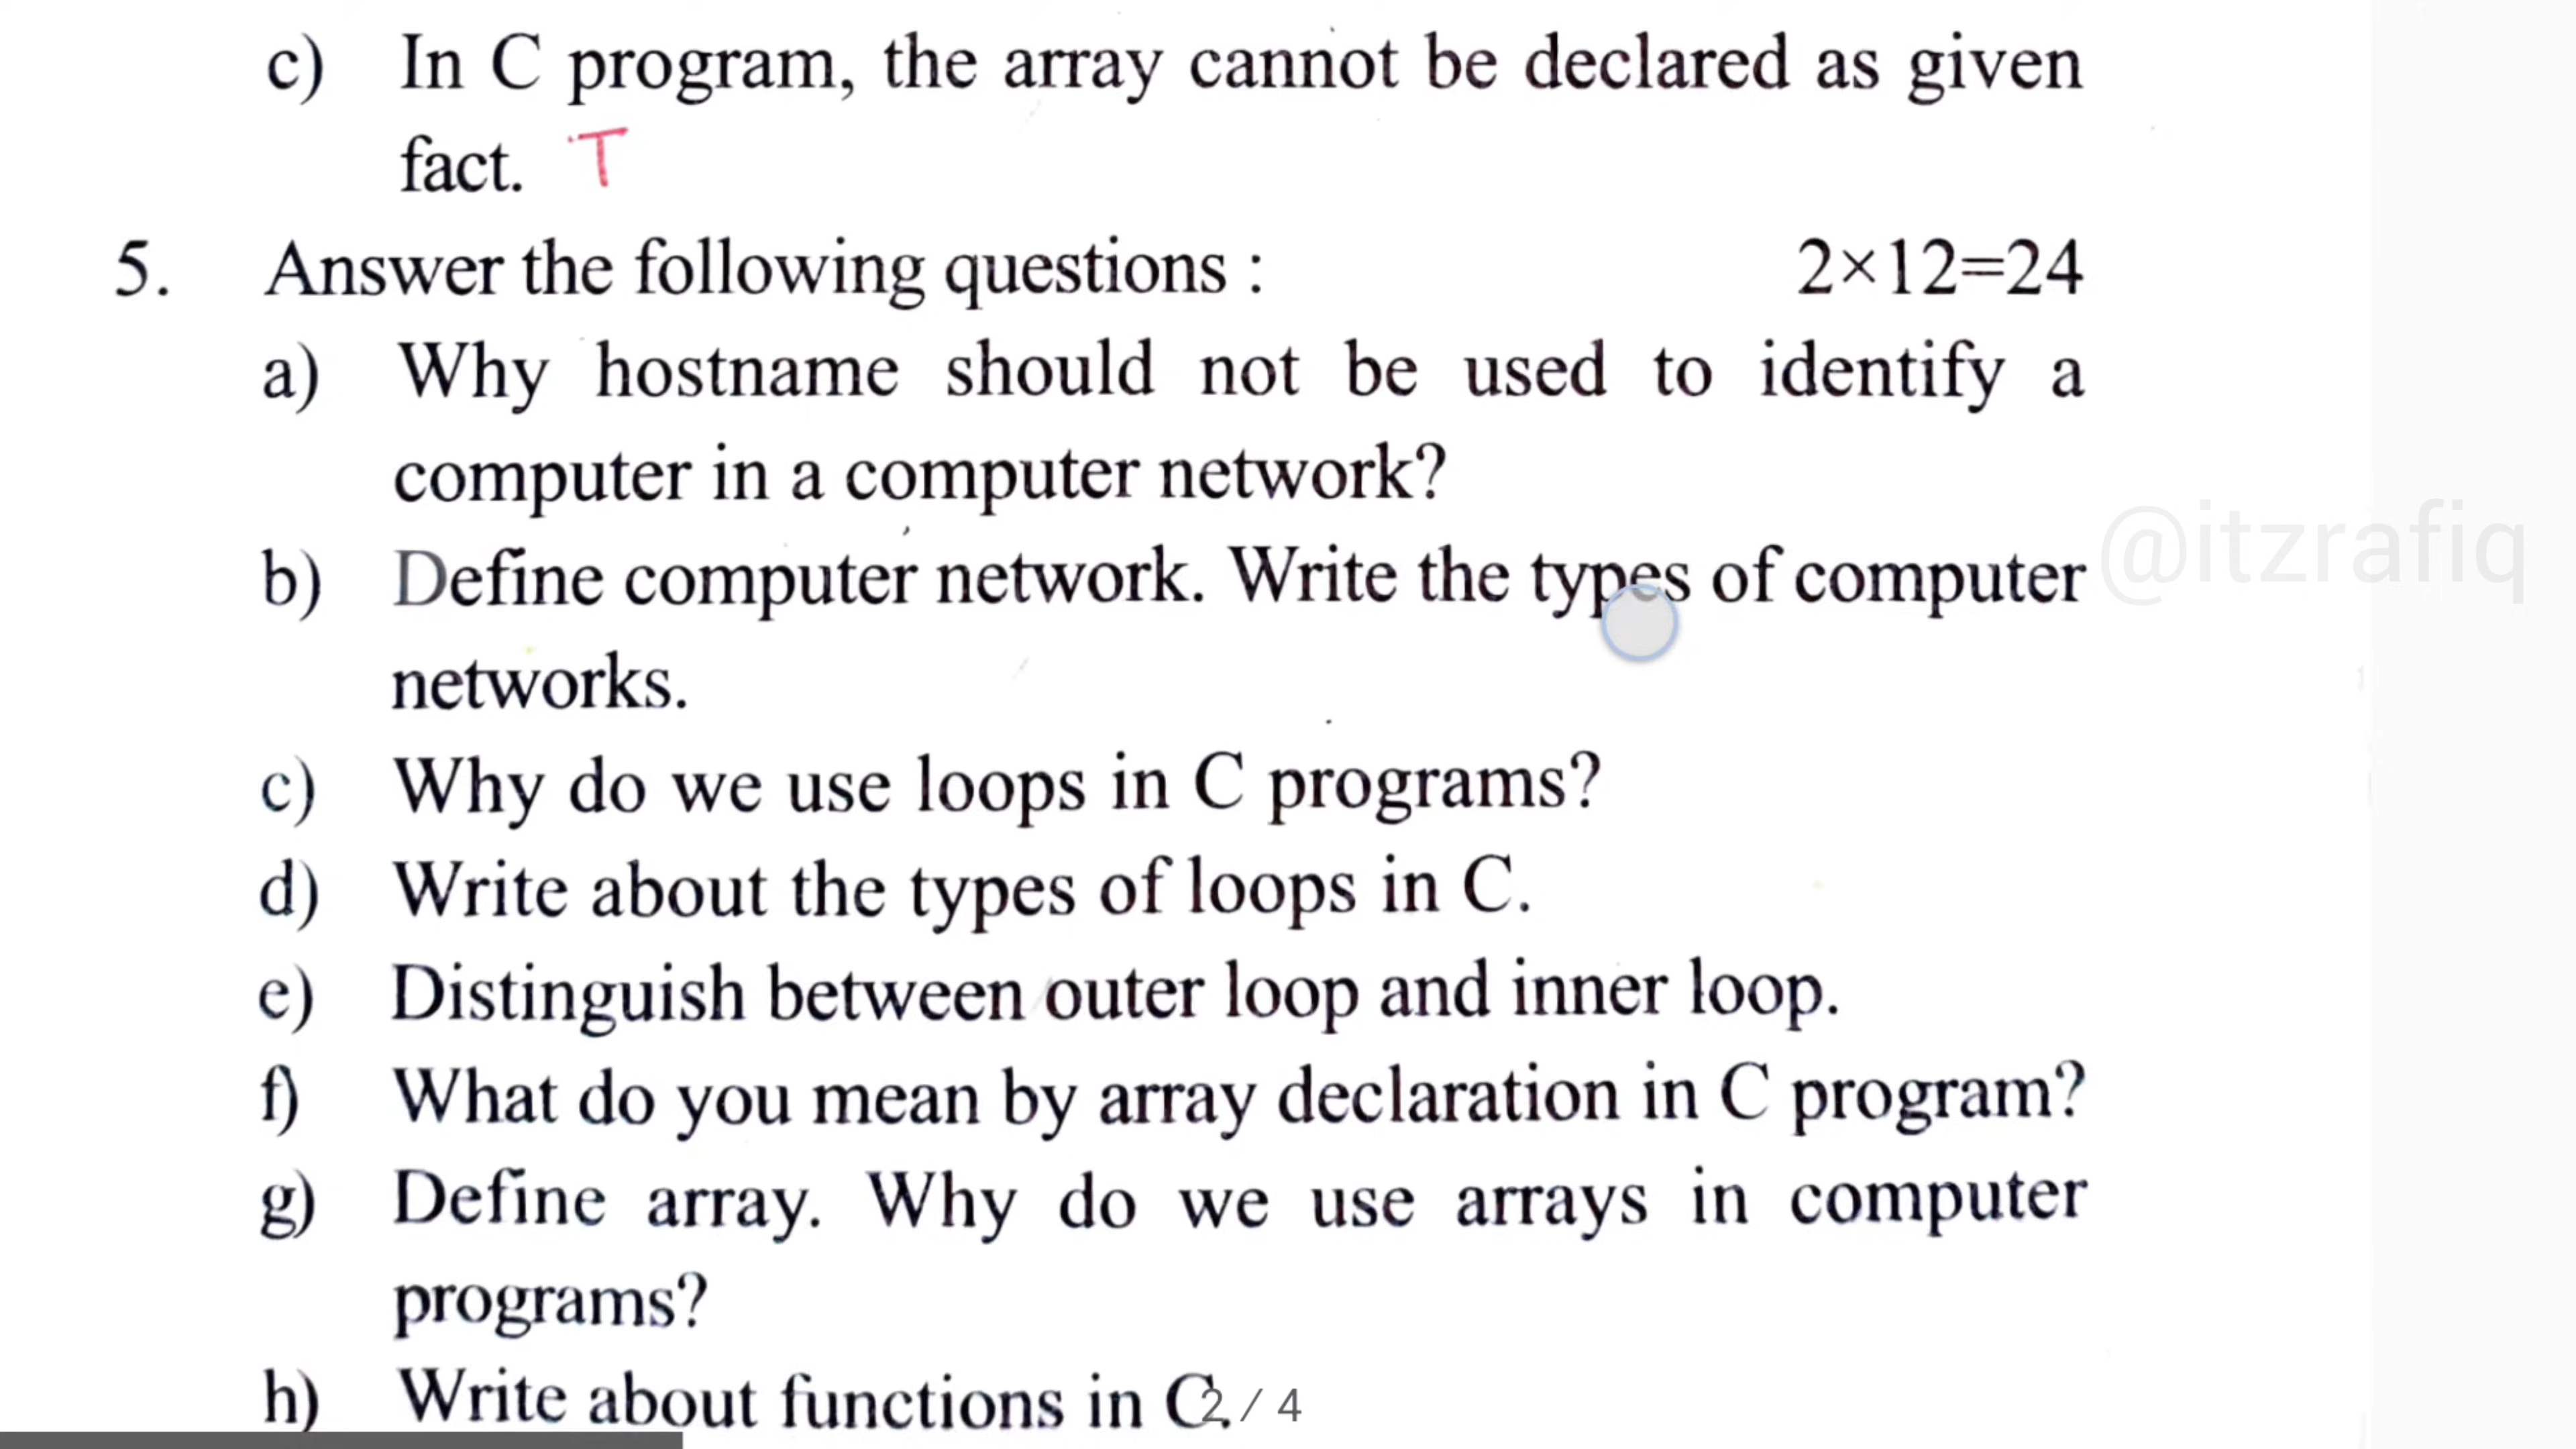 c) In C program, the array cannot be declared as given
fact. T
5. Answer the following questions : 2×12=24
a) Why hostname should not be used to identify a
computer in a computer network?
@itzrafiq
b) Define computer network. Write the types of computer
networks.
c) Why do we use loops in C programs?
d) Write about the types of loops in C.
e) Distinguish between outer loop and inner loop.
f) What do you mean by array declaration in C program?
g) Define array. Why do we use arrays in computer
programs?
h) Write about functions in C.
2 / 4